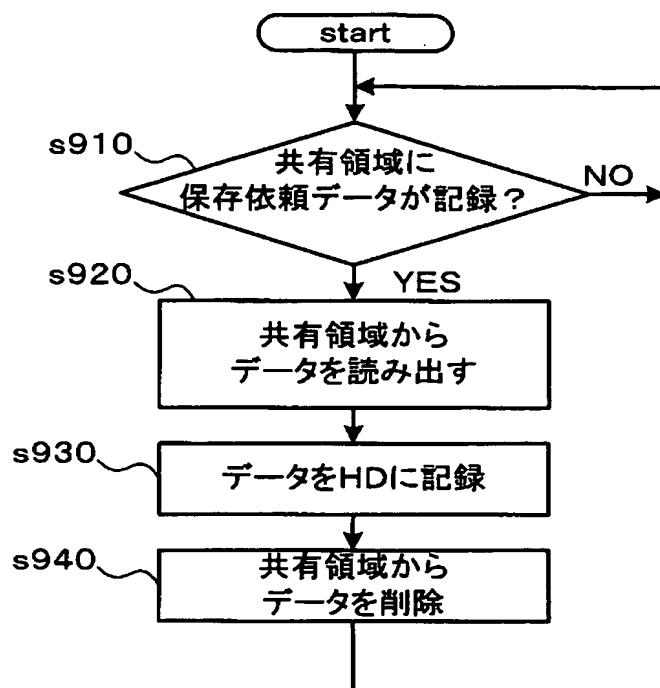 start
s910
共有領域に
保存依頼データが記録？
NO
YES
s920
共有領域から
データを読み出す
s930
データをHDに記録
s940
共有領域から
データを削除